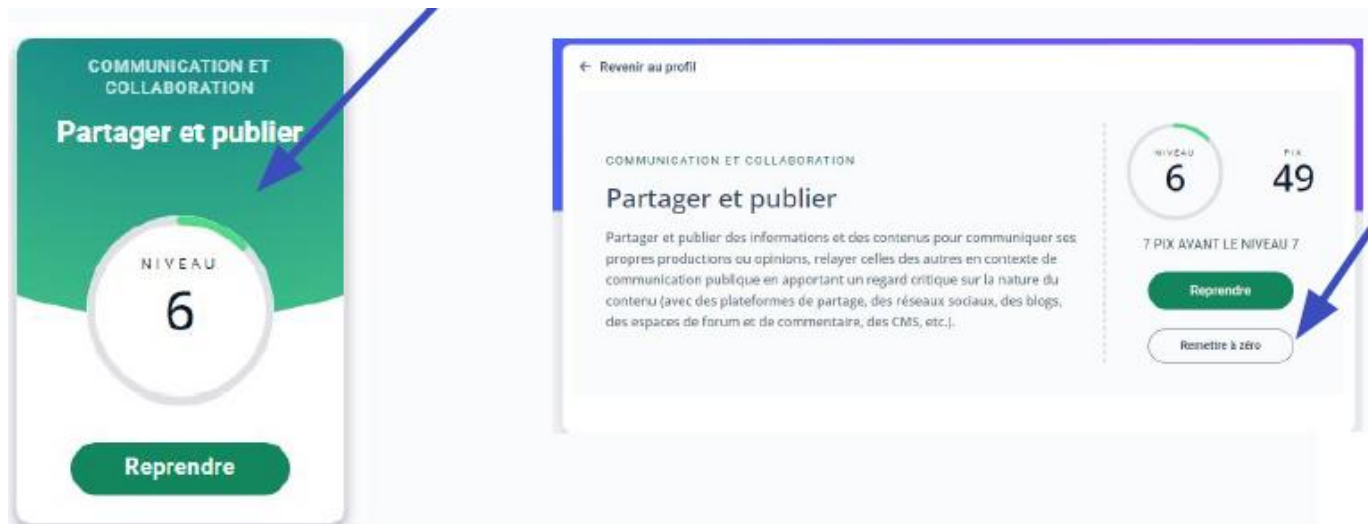 COMMUNICATION ET
COLLABORATION
Partager et publier
NIVEAU
6
Reprendre
← Revenir au profil
COMMUNICATION ET COLLABORATION
Partager et publier
Partager et publier des informations et des contenus pour communiquer ses
propres productions ou opinions, relayer celles des autres en contexte de
communication publique en apportant un regard critique sur la nature du
contenu (avec des plateformes de partage, des réseaux sociaux, des blogs,
des espaces de forum et de commentaire, des CMS, etc.).
NIVEAU
6
PIX
49
7 PIX AVANT LE NIVEAU 7
Reprendre
Remettre à zéro